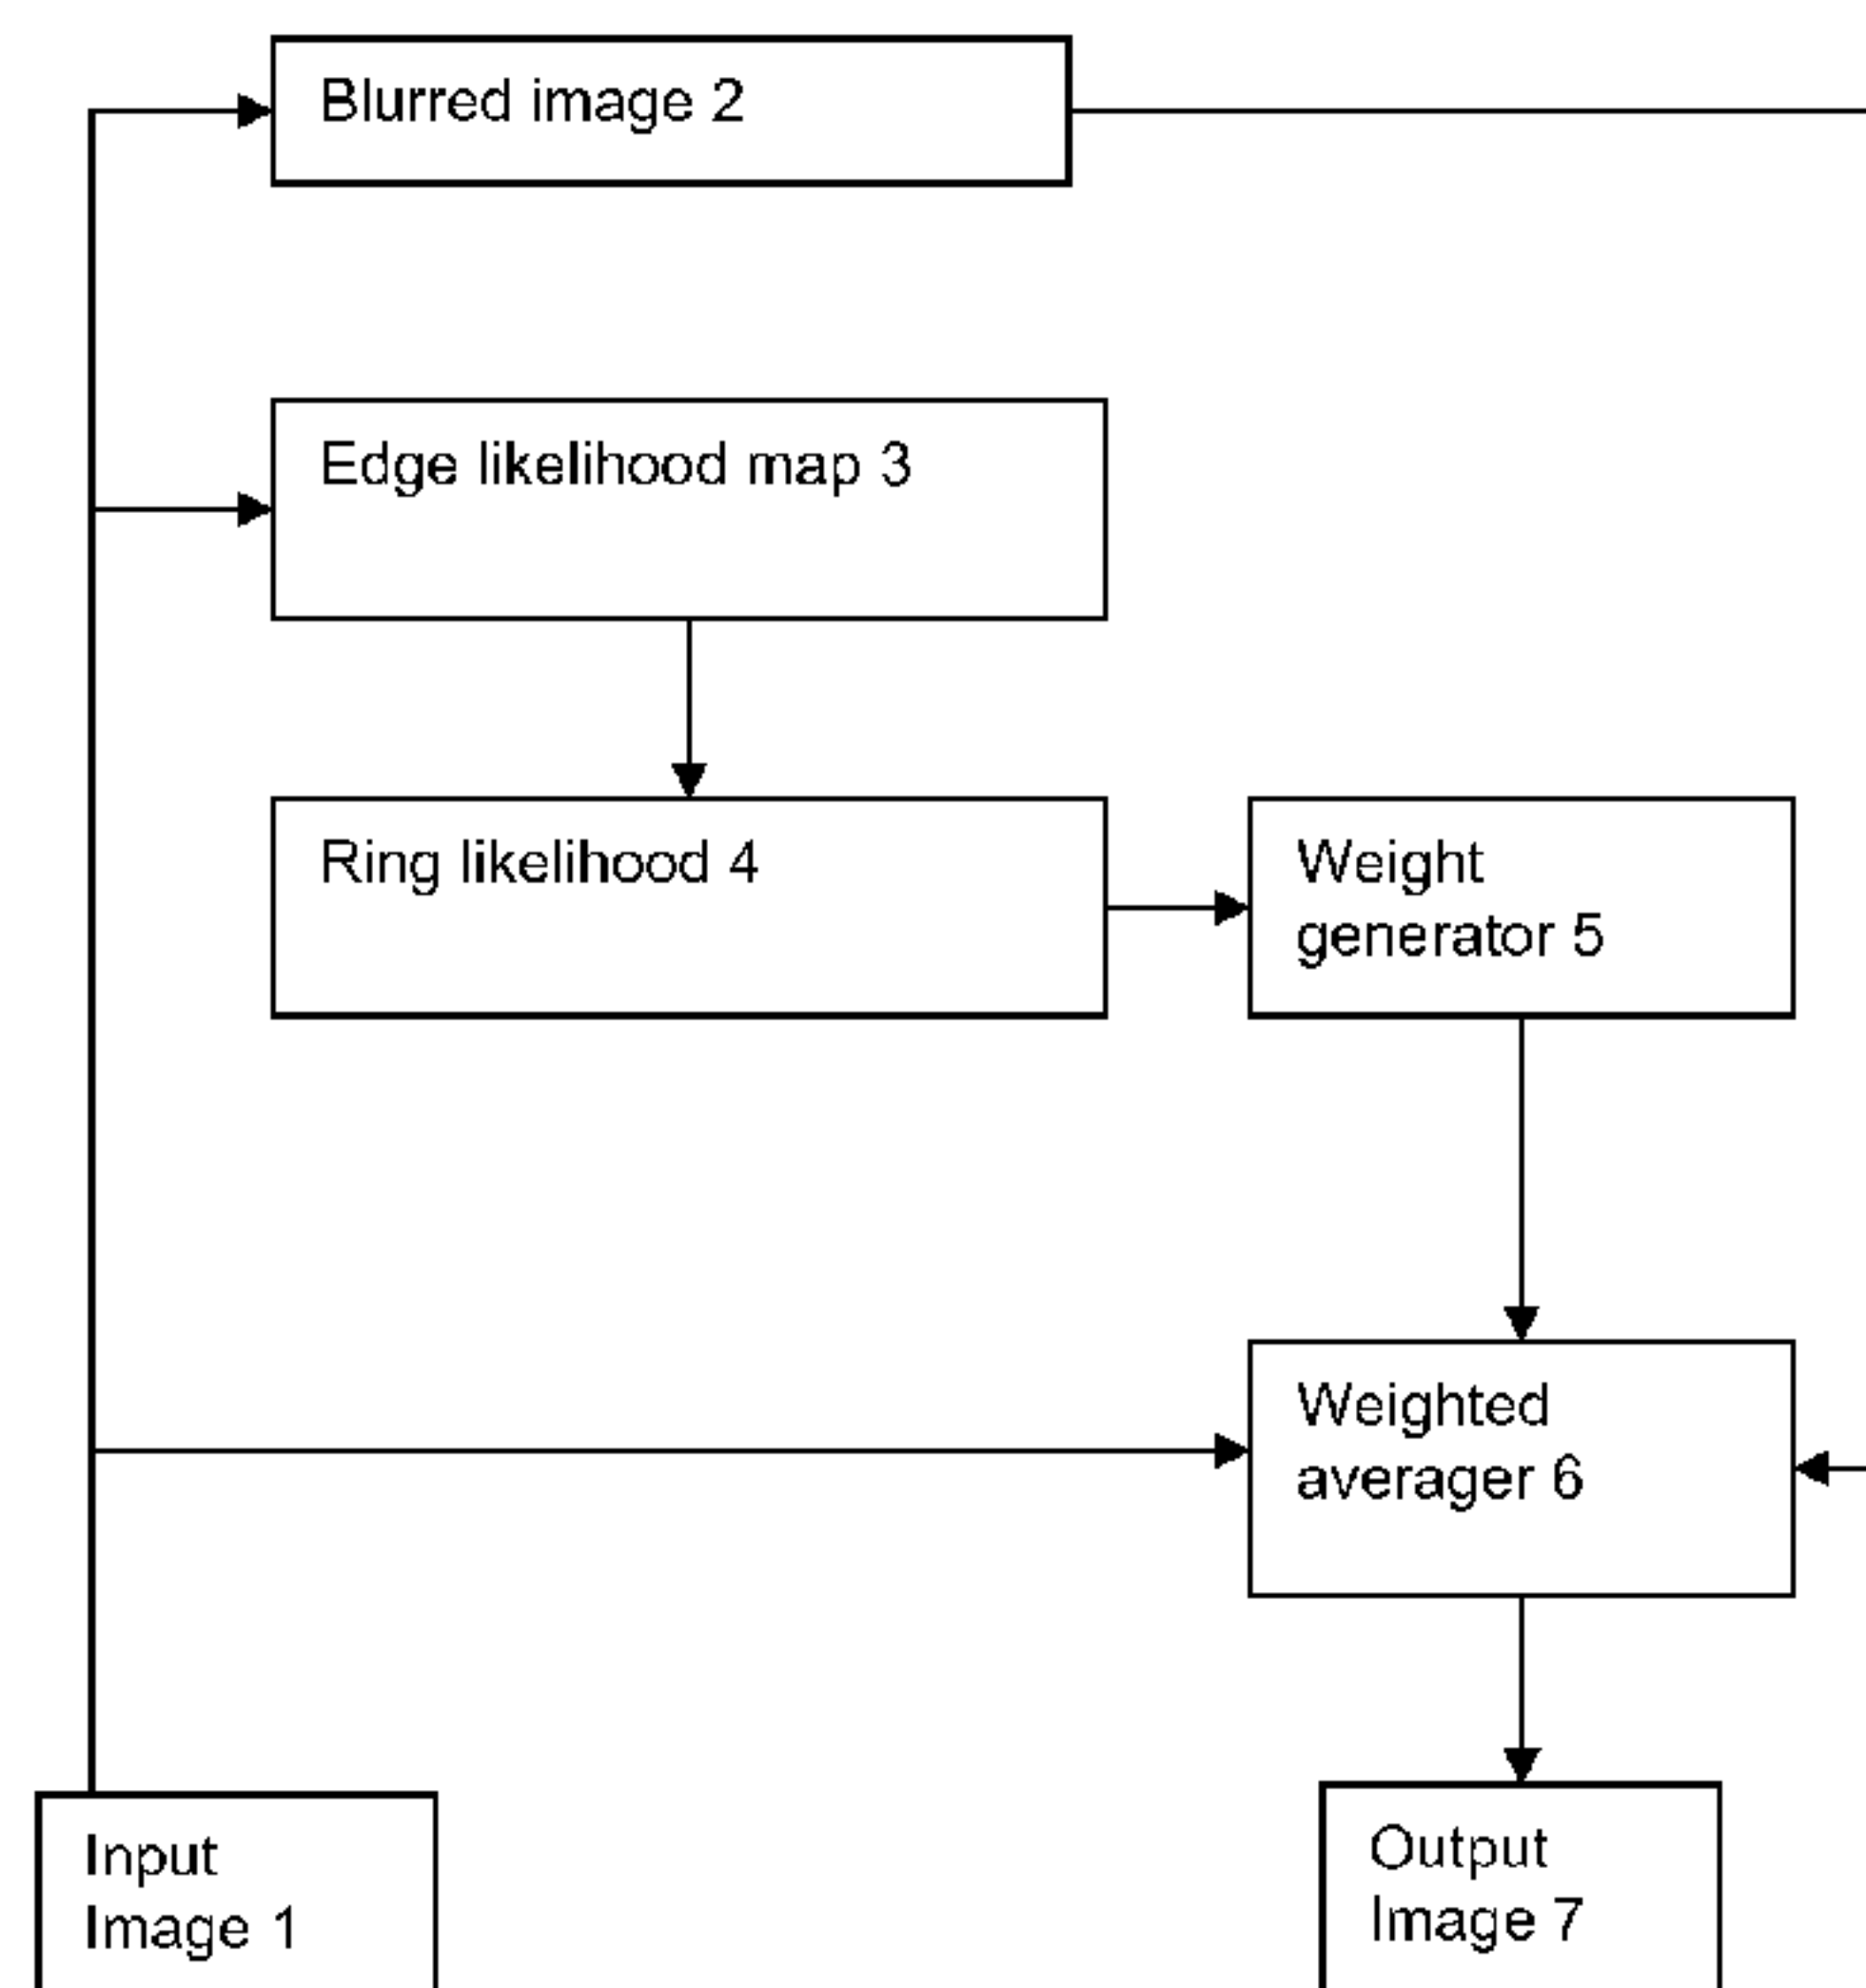 Blurred image 2
Edge likelihood map 3
Ring likelihood 4
Weight
generator 5
Weighted
averager 6
Input
Image 1
Output
Image 7